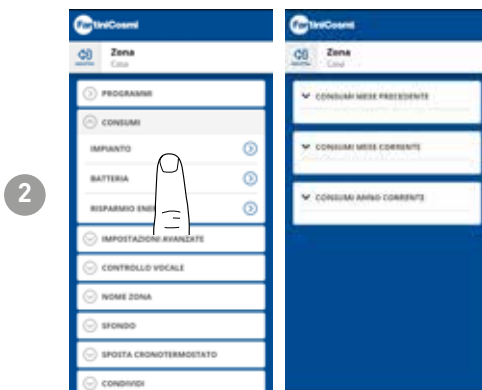 2
FantiniCosmi
Zona
Casa
PROGRAMMI
CONSUMI
IMPIANTO
BATTERIA
RISPARMIO
IMPOSTAZIONI AVANZATE
CONTROLLO VOCALE
NOME ZONA
SFONDO
SPOSTA CRONOTERMOSTATO
CONDIVIDI
FantiniCosmi
Zona
Casa
CONSUMI MESE PRECEDENTE
CONSUMI MESE CORRENTE
CONSUMI ANNO CORRENTE